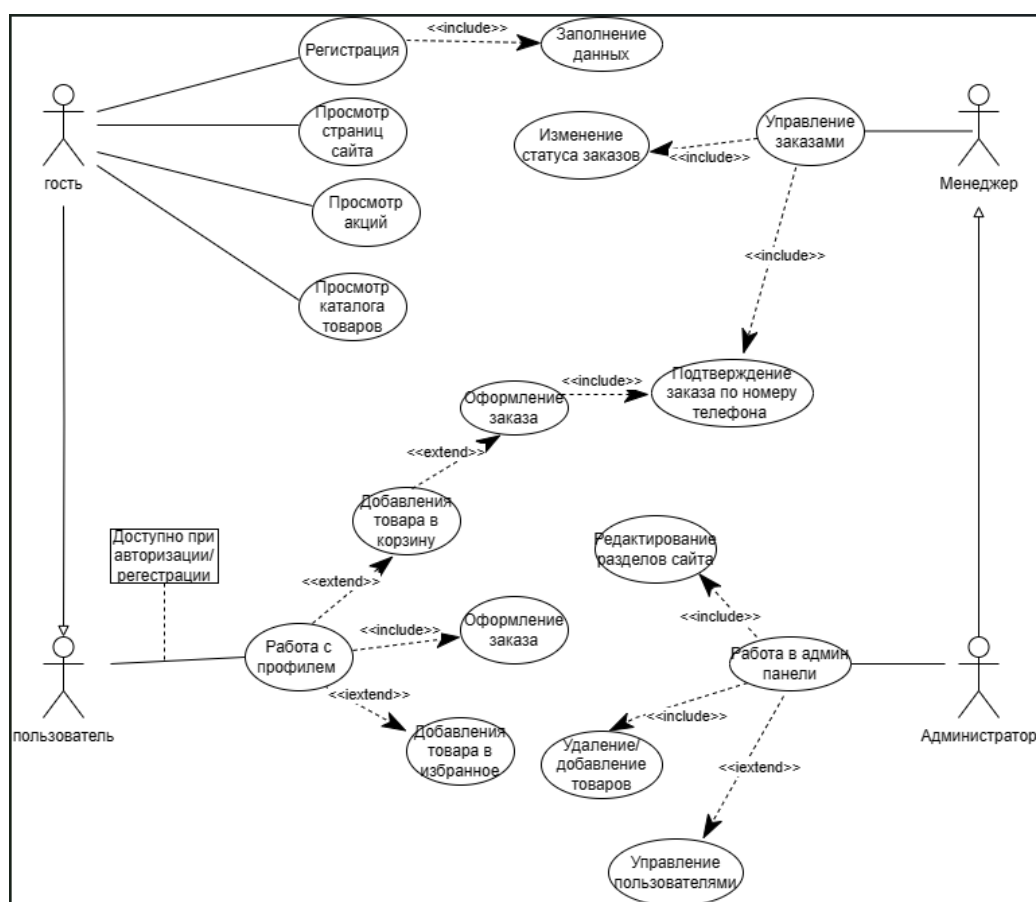 <<include>>
Регистрация
Заполнение
данных
Просмотр
страниц
сайта
Изменение
статуса заказов
<<include>>
Управление
заказами
гость
Менеджер
Просмотр
акций
<<include>>
Просмотр
каталога
товаров
Оформление
заказа
<<include>>
Подтверждение
заказа по номеру
телефона
<<extend>>
Добавления
товара в
корзину
Доступно при
авторизации/
регестрации
Редактирование
разделов сайта
<<extend>>
<<include>>
Оформление
заказа
<<include>>
Работа с
профилем
Работа в админ
панели
<<iextend>>
<<include>>
пользователь
Добавления
товара в
избранное
Удаление/
добавление
товаров
Администратор
<<iextend>>
Управление
пользователями